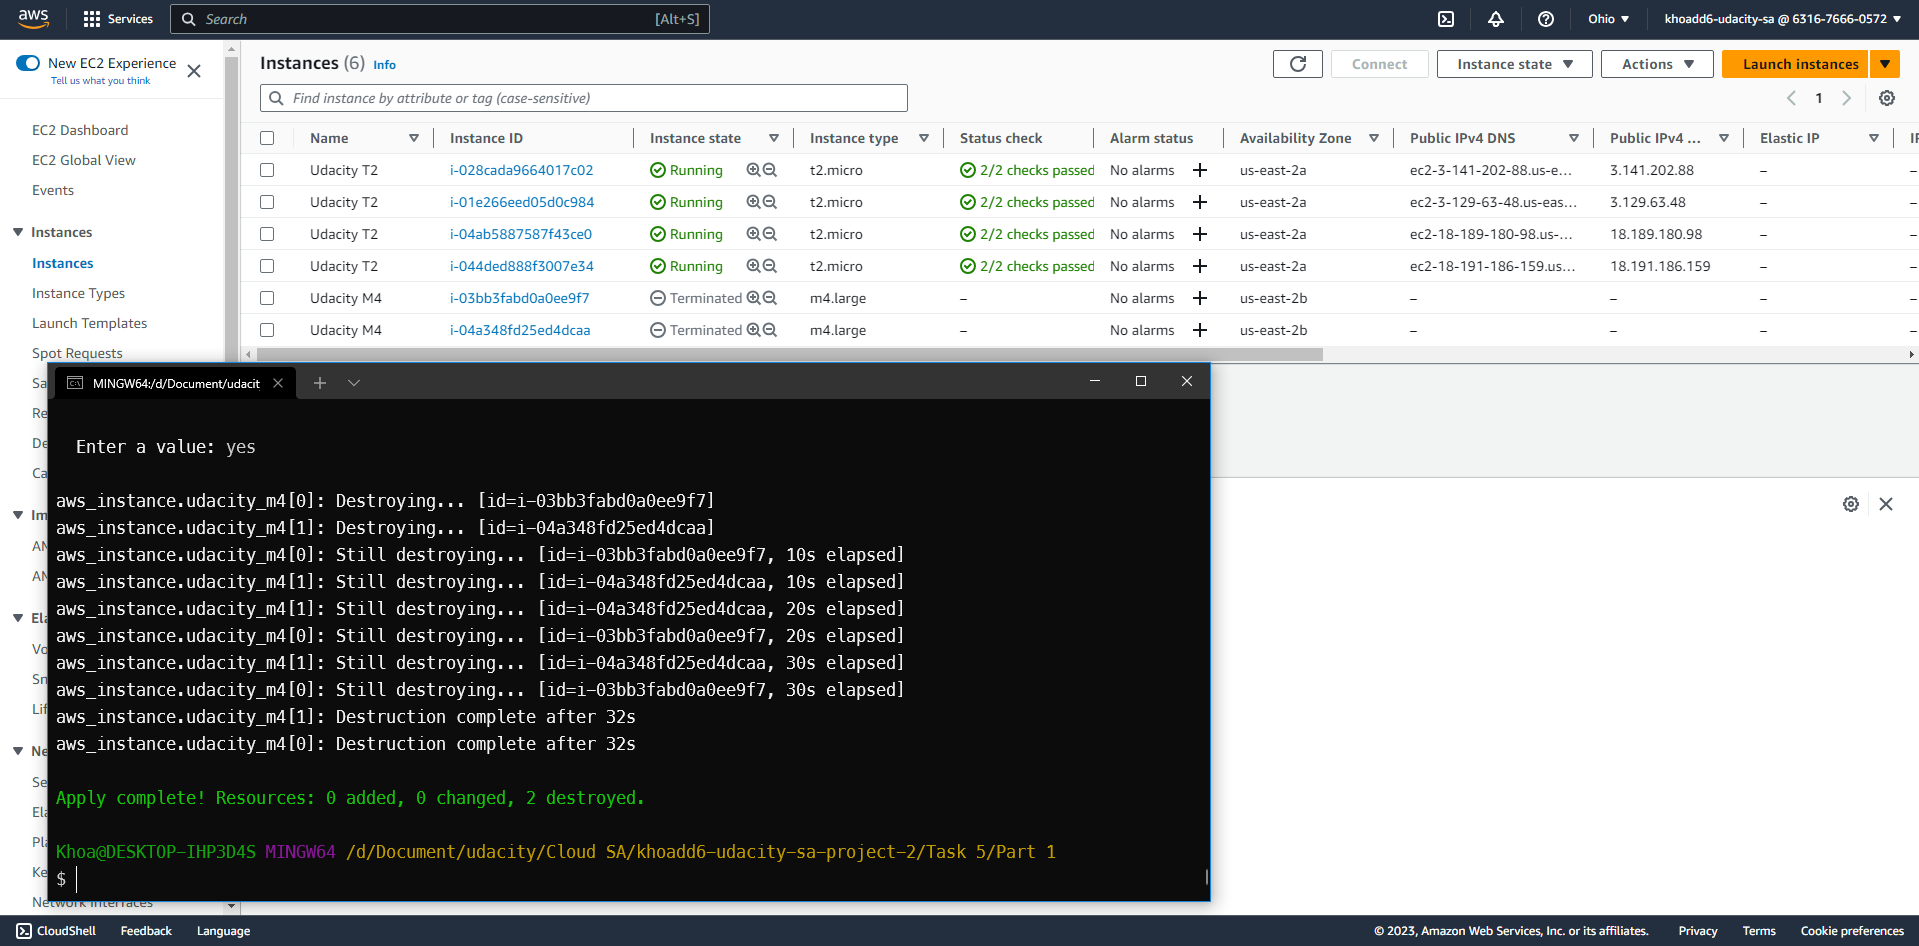 aws
Services
Search
[Alt+S]
Ohio
khoadd6-udacity-sa @ 6316-7666-0572
New EC2 Experience
Tell us what you think
EC2 Dashboard
EC2 Global View
Events
Instances
Instances
Instance Types
Launch Templates
Spot Requests
Instances (6) Info
Connect
Instance state
Actions
Launch instances
Find instance by attribute or tag (case-sensitive)
1
Name Instance ID Instance state Instance type Status check Alarm status Availability Zone Public IPv4 DNS Public IPv4 ... Elastic IP
Udacity T2 i-028cada9664017c02 Running t2.micro 2/2 checks passed No alarms + us-east-2a ec2-3-141-202-88.us-e... 3.141.202.88 – –
Udacity T2 i-01e266eed05d0c984 Running t2.micro 2/2 checks passed No alarms + us-east-2a ec2-3-129-63-48.us-eas... 3.129.63.48 – –
Udacity T2 i-04ab5887587f43ce0 Running t2.micro 2/2 checks passed No alarms + us-east-2a ec2-18-189-180-98.us-... 18.189.180.98 – –
Udacity T2 i-044ded888f3007e34 Running t2.micro 2/2 checks passed No alarms + us-east-2a ec2-18-191-186-159.us... 18.191.186.159 – –
Udacity M4 i-03bb3fabd0a0ee9f7 Terminated m4.large – No alarms + us-east-2b – – – –
Udacity M4 i-04a348fd25ed4dcaa Terminated m4.large – No alarms + us-east-2b – – – –
MINGW64:/d/Document/udacit
Enter a value: yes
aws_instance.udacity_m4[0]: Destroying... [id=i-03bb3fabd0a0ee9f7]
aws_instance.udacity_m4[1]: Destroying... [id=i-04a348fd25ed4dcaa]
aws_instance.udacity_m4[0]: Still destroying... [id=i-03bb3fabd0a0ee9f7, 10s elapsed]
aws_instance.udacity_m4[1]: Still destroying... [id=i-04a348fd25ed4dcaa, 10s elapsed]
aws_instance.udacity_m4[1]: Still destroying... [id=i-04a348fd25ed4dcaa, 20s elapsed]
aws_instance.udacity_m4[0]: Still destroying... [id=i-03bb3fabd0a0ee9f7, 20s elapsed]
aws_instance.udacity_m4[1]: Still destroying... [id=i-04a348fd25ed4dcaa, 30s elapsed]
aws_instance.udacity_m4[0]: Still destroying... [id=i-03bb3fabd0a0ee9f7, 30s elapsed]
aws_instance.udacity_m4[1]: Destruction complete after 32s
aws_instance.udacity_m4[0]: Destruction complete after 32s
Apply complete! Resources: 0 added, 0 changed, 2 destroyed.
Khoa@DESKTOP-IHP3D4S MINGW64 /d/Document/udacity/Cloud SA/khoadd6-udacity-sa-project-2/Task 5/Part 1
$
Network Interfaces
CloudShell
Feedback
Language
© 2023, Amazon Web Services, Inc. or its affiliates.
Privacy
Terms
Cookie preferences